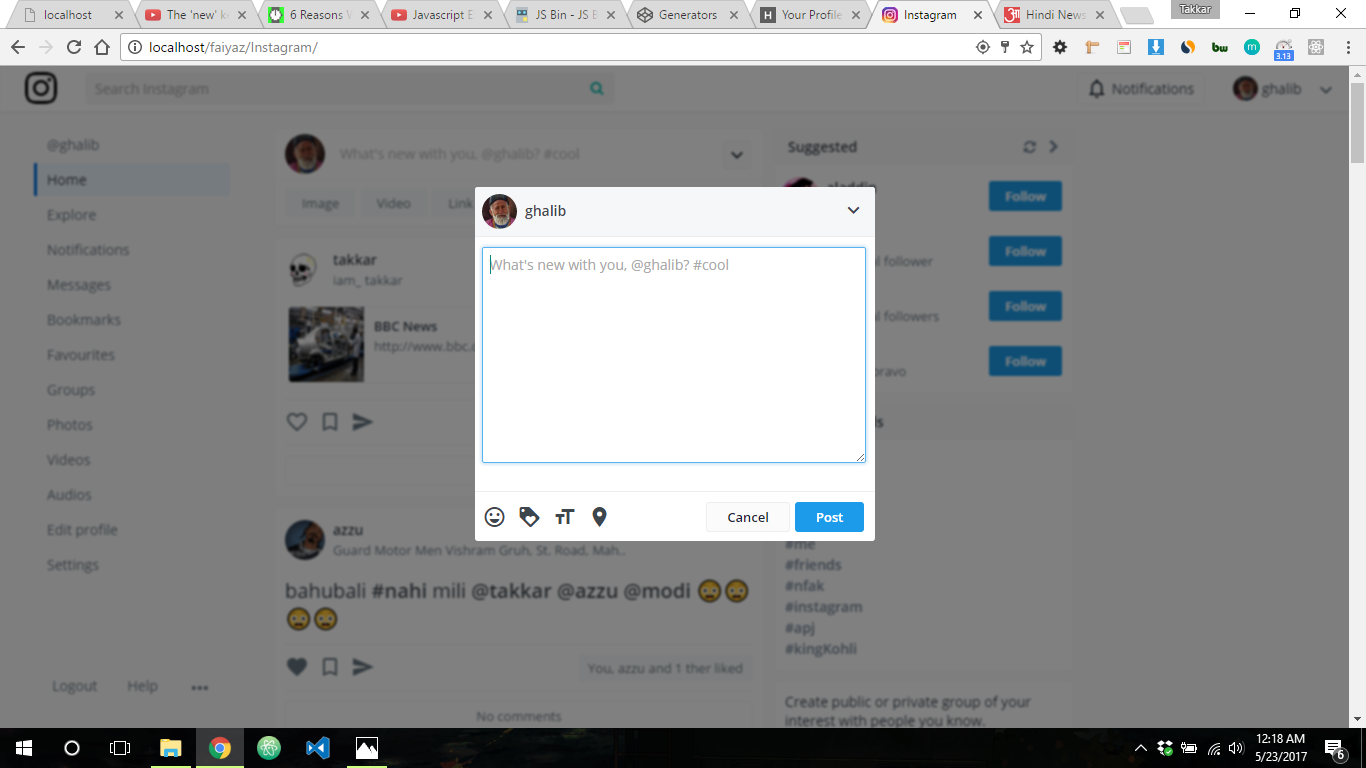 localhost
The 'new' k
6 Reasons
Javascript E
JS Bin - JS B
Generators
Your Profile
Instagram
Hindi News
Takkar
localhost/faiyaz/Instagram/
bw
m
3.13
Search Instagram
Notifications
ghalib
@ghalib
Home
Explore
Notifications
Messages
Bookmarks
Favourites
Groups
Photos
Videos
Audios
Edit profile
Settings
Logout
Help
What's new with you, @ghalib? #cool
Image
Video
Link
takkar
iam_ takkar
BBC News
http://www.bbc.
azzu
Guard Motor Men Vishram Gruh, St. Road, Mah..
bahubali #nahi mili @takkar @azzu @modi 😳😳
😳😳
You, azzu and 1 ther liked
No comments
ghalib
What's new with you, @ghalib? #cool
Cancel
Post
Suggested
aladdin
Follow
Follow
follower
Follow
followers
Follow
#me
#friends
#nfak
#instagram
#apj
#kingKohli
Create public or private group of your
interest with people you know.
12:18 AM
5/23/2017
6